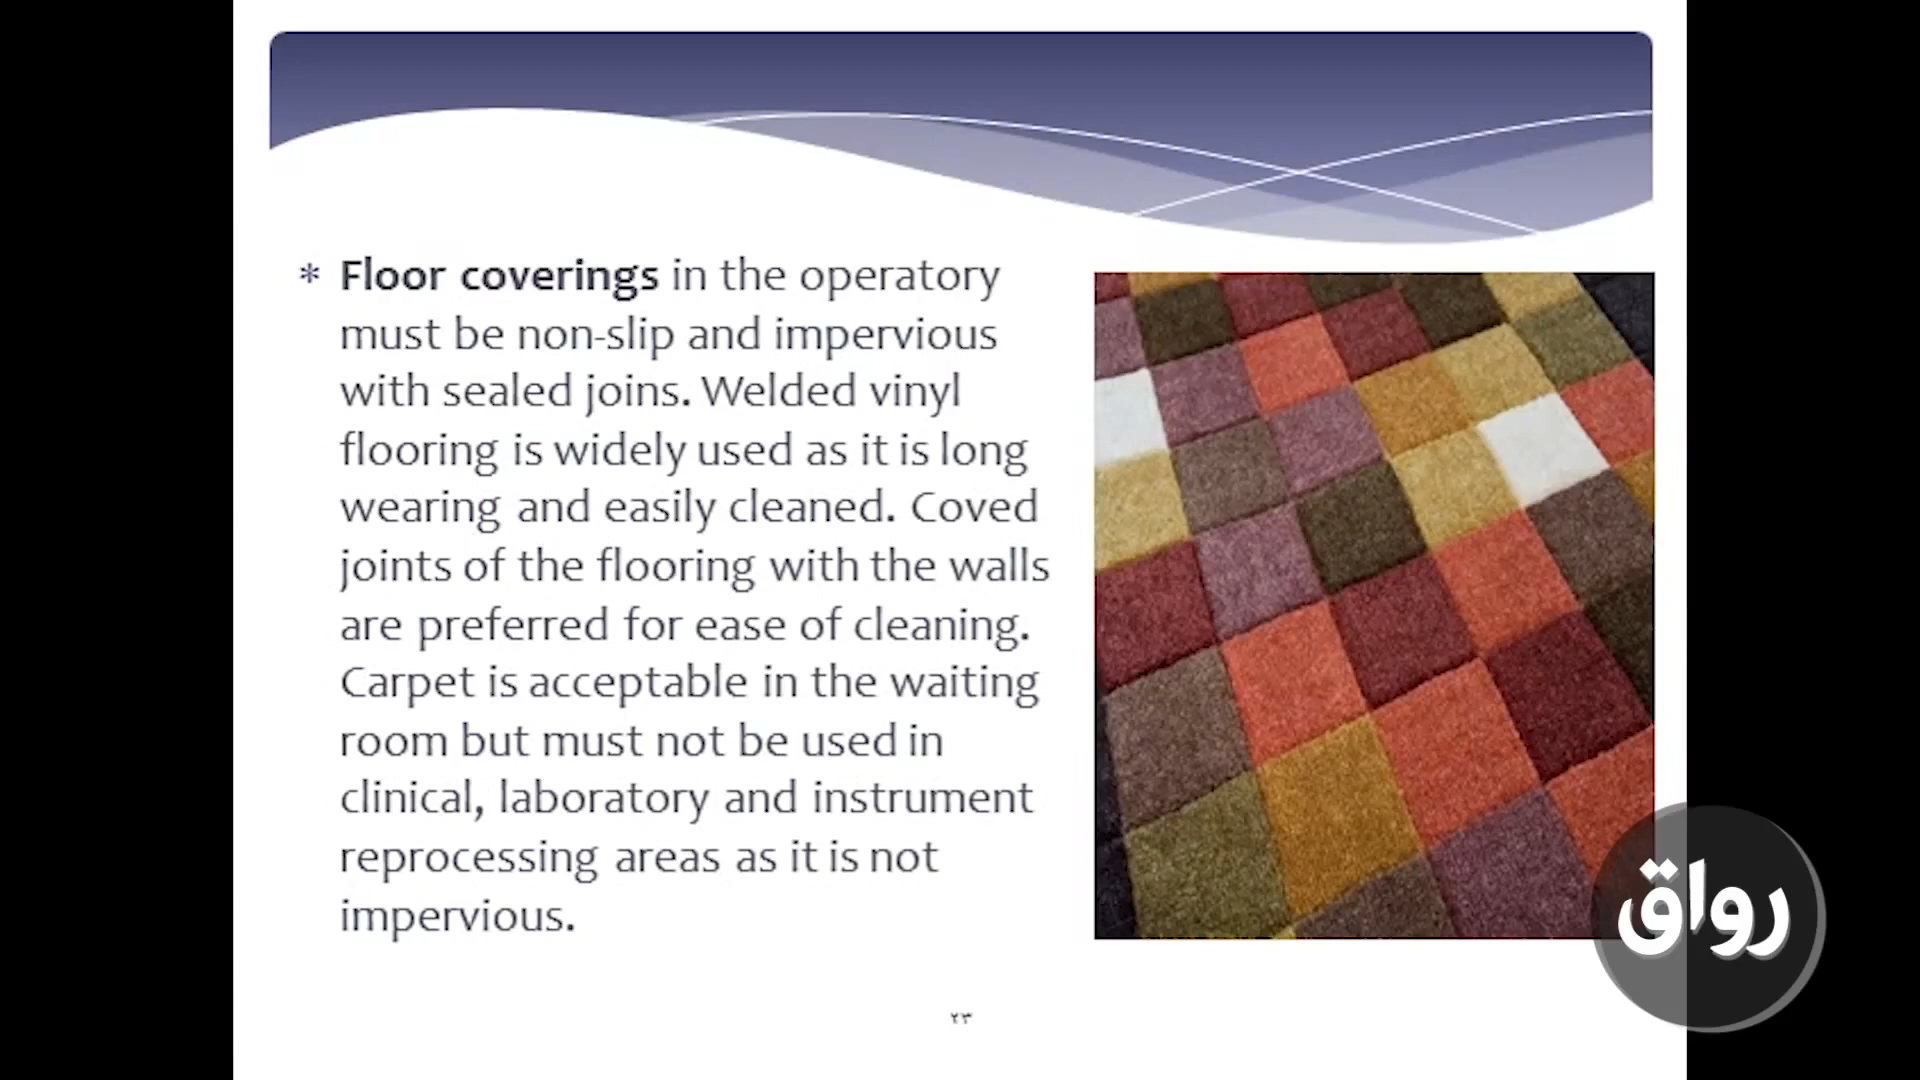 * Floor coverings in the operatory
must be non-slip and impervious
with sealed joins. Welded vinyl
flooring is widely used as it is long
wearing and easily cleaned. Coved
joints of the flooring with the walls
are preferred for ease of cleaning.
Carpet is acceptable in the waiting
room but must not be used in
clinical, laboratory and instrument
reprocessing areas as it is not
impervious.
رواق
٢٣